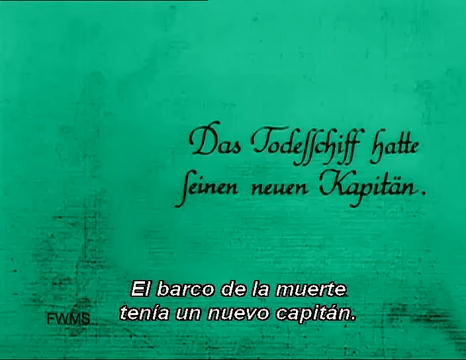 Das Todesſchiff hatte
ſeinen neuen Kapitän.
El barco de la muerte
tenía un nuevo capitán.
FWMS